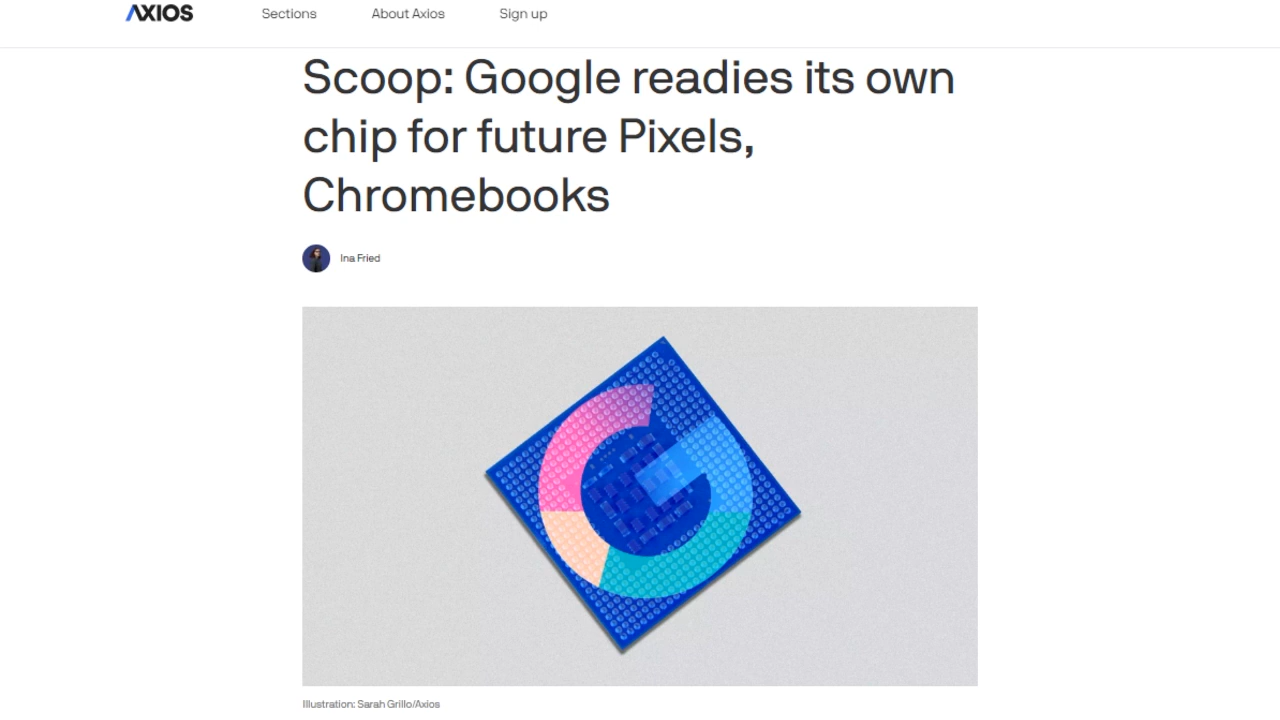 AXIOS Sections About Axios Sign up
Scoop: Google readies its own
chip for future Pixels,
Chromebooks
Ina Fried
Illustration: Sarah Grillo/Axios